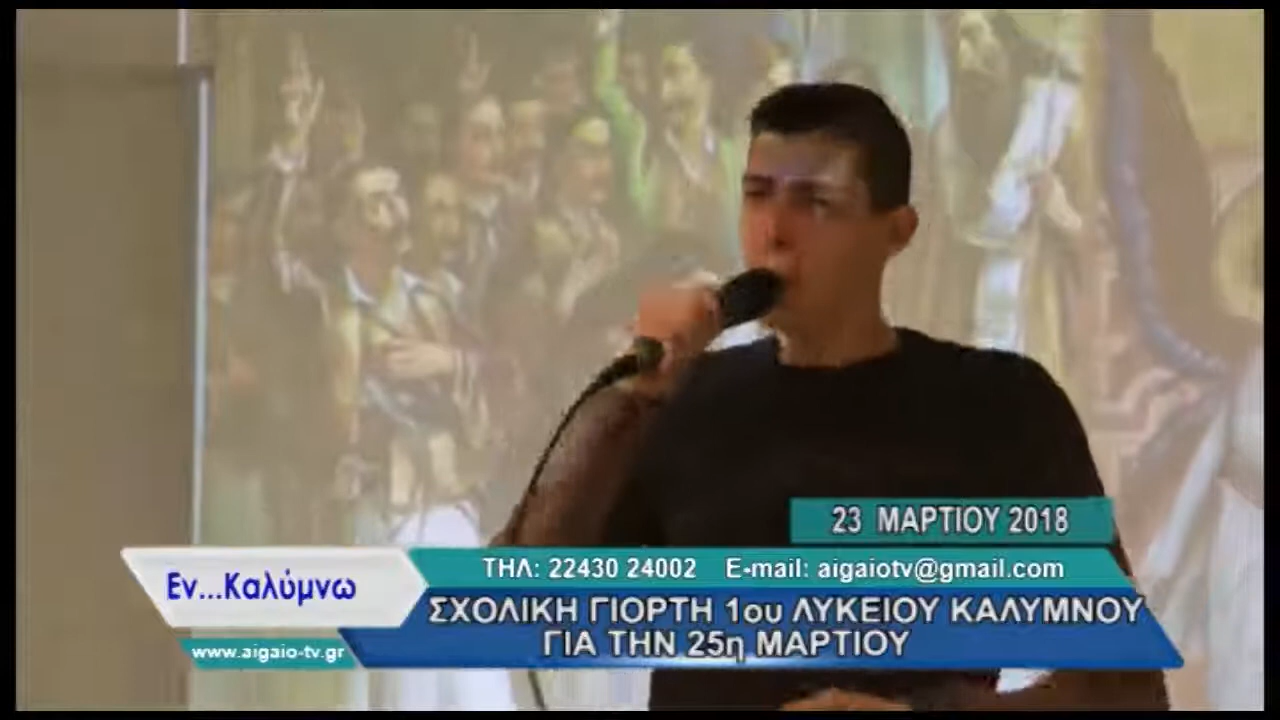 23 ΜΑΡΤΙΟΥ 2018
ΤΗΛ: 22430 24002 E-mail: aigaiotv@gmail.com
Εν...Καλύμνω
ΣΧΟΛΙΚΗ ΓΙΟΡΤΗ 1ου ΛΥΚΕΙΟΥ ΚΑΛΥΜΝΟΥ
ΓΙΑ ΤΗΝ 25η ΜΑΡΤΙΟΥ
www.aigaio-tv.gr